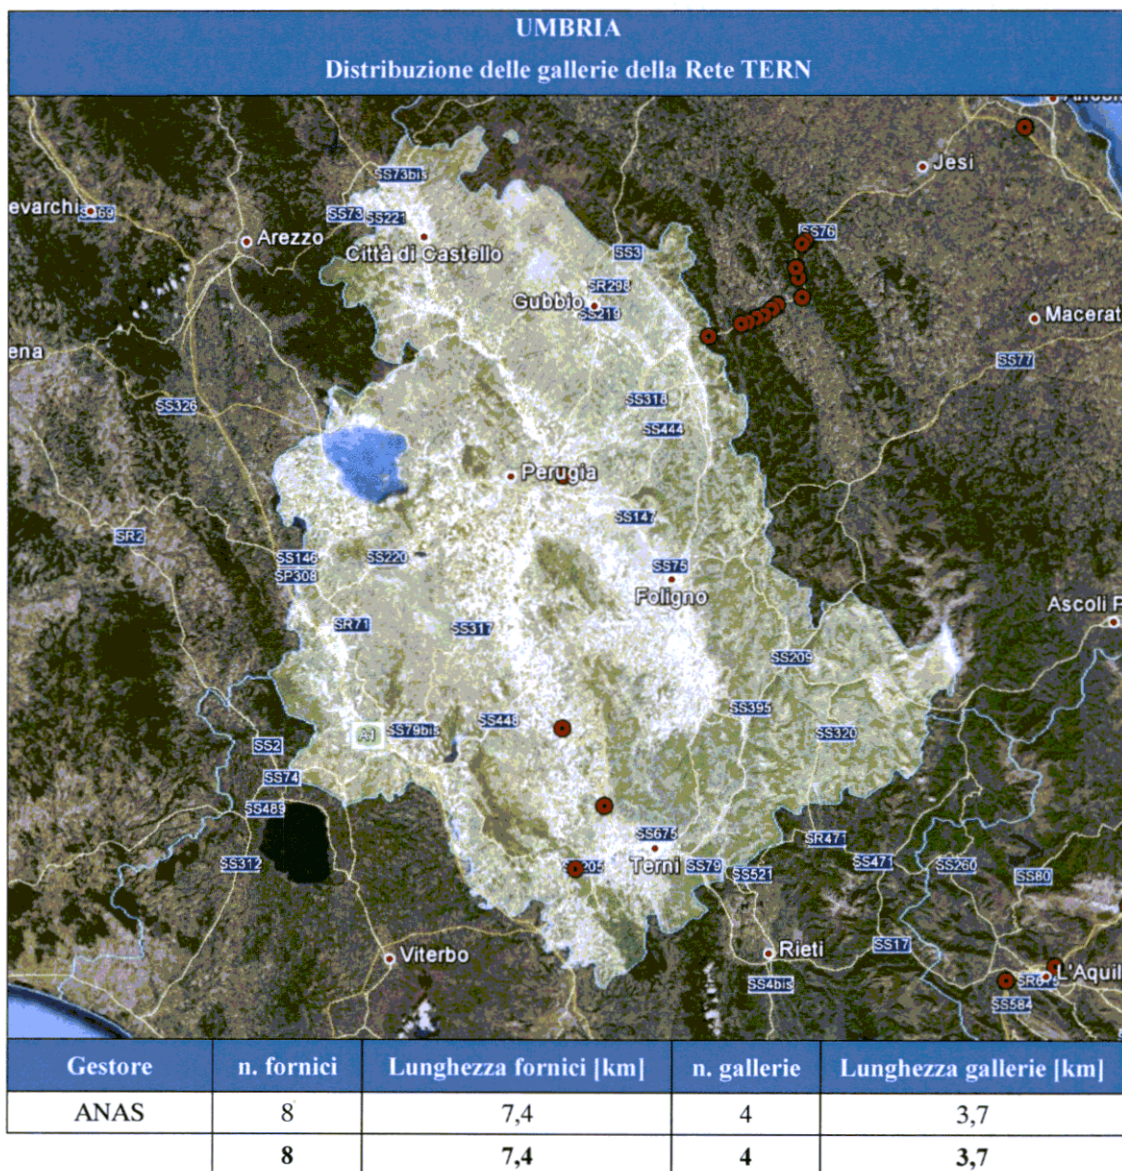 UMBRIA
Distribuzione delle gallerie della Rete TERN
Jesi
SS73bis
evarchi
SS73
SS221
SS76
Arezzo
Città di Castello
SS3
SR298
Gubbio
SS219
Macerat
ena
SS77
SS326
SS318
SS444
Perugia
SS147
SR2
SS146
SS220
SS75
SP308
Foligno
Ascoli P
SR71
SS317
SS209
SS395
SS448
SS79bis
A1
SS320
SS2
SS74
SS489
SS675
SR471
SS312
Terni
SS79
SS521
SS471
SS260
SS80
205
Viterbo
Rieti
SS17
L'Aquil
SS4bis
SS584
Gestore n. fornici Lunghezza fornici [km] n. gallerie Lunghezza gallerie [km]
ANAS 8 7,4 4 3,7
8 7,4 4 3,7